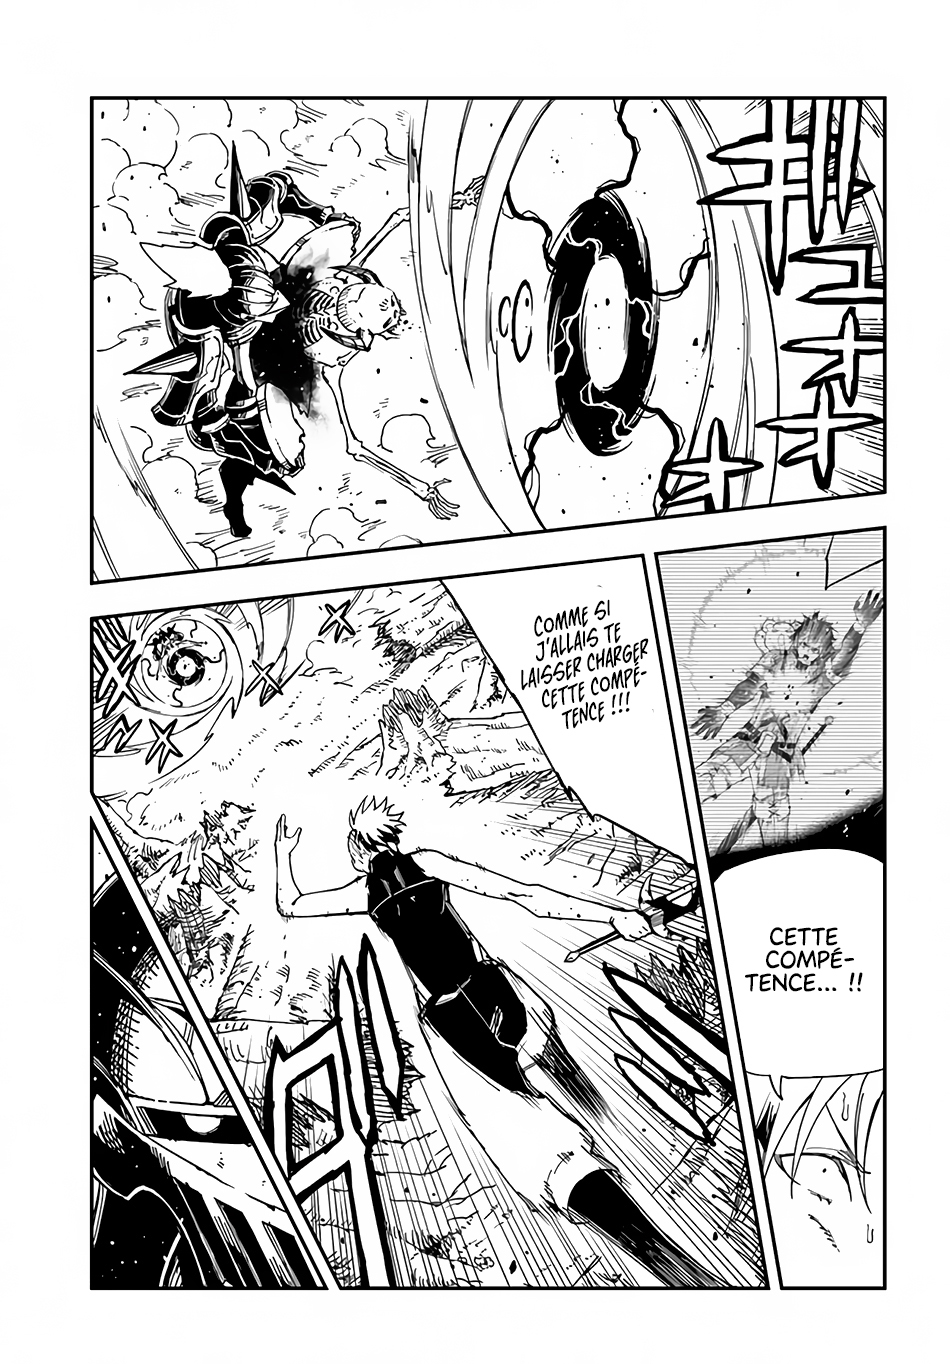 CETTE
COMPÉ-
TENCE... !!
COMME SI
J'ALLAIS TE
LAISSER CHARGER
CETTE COMPÉ-
TENCE !!!